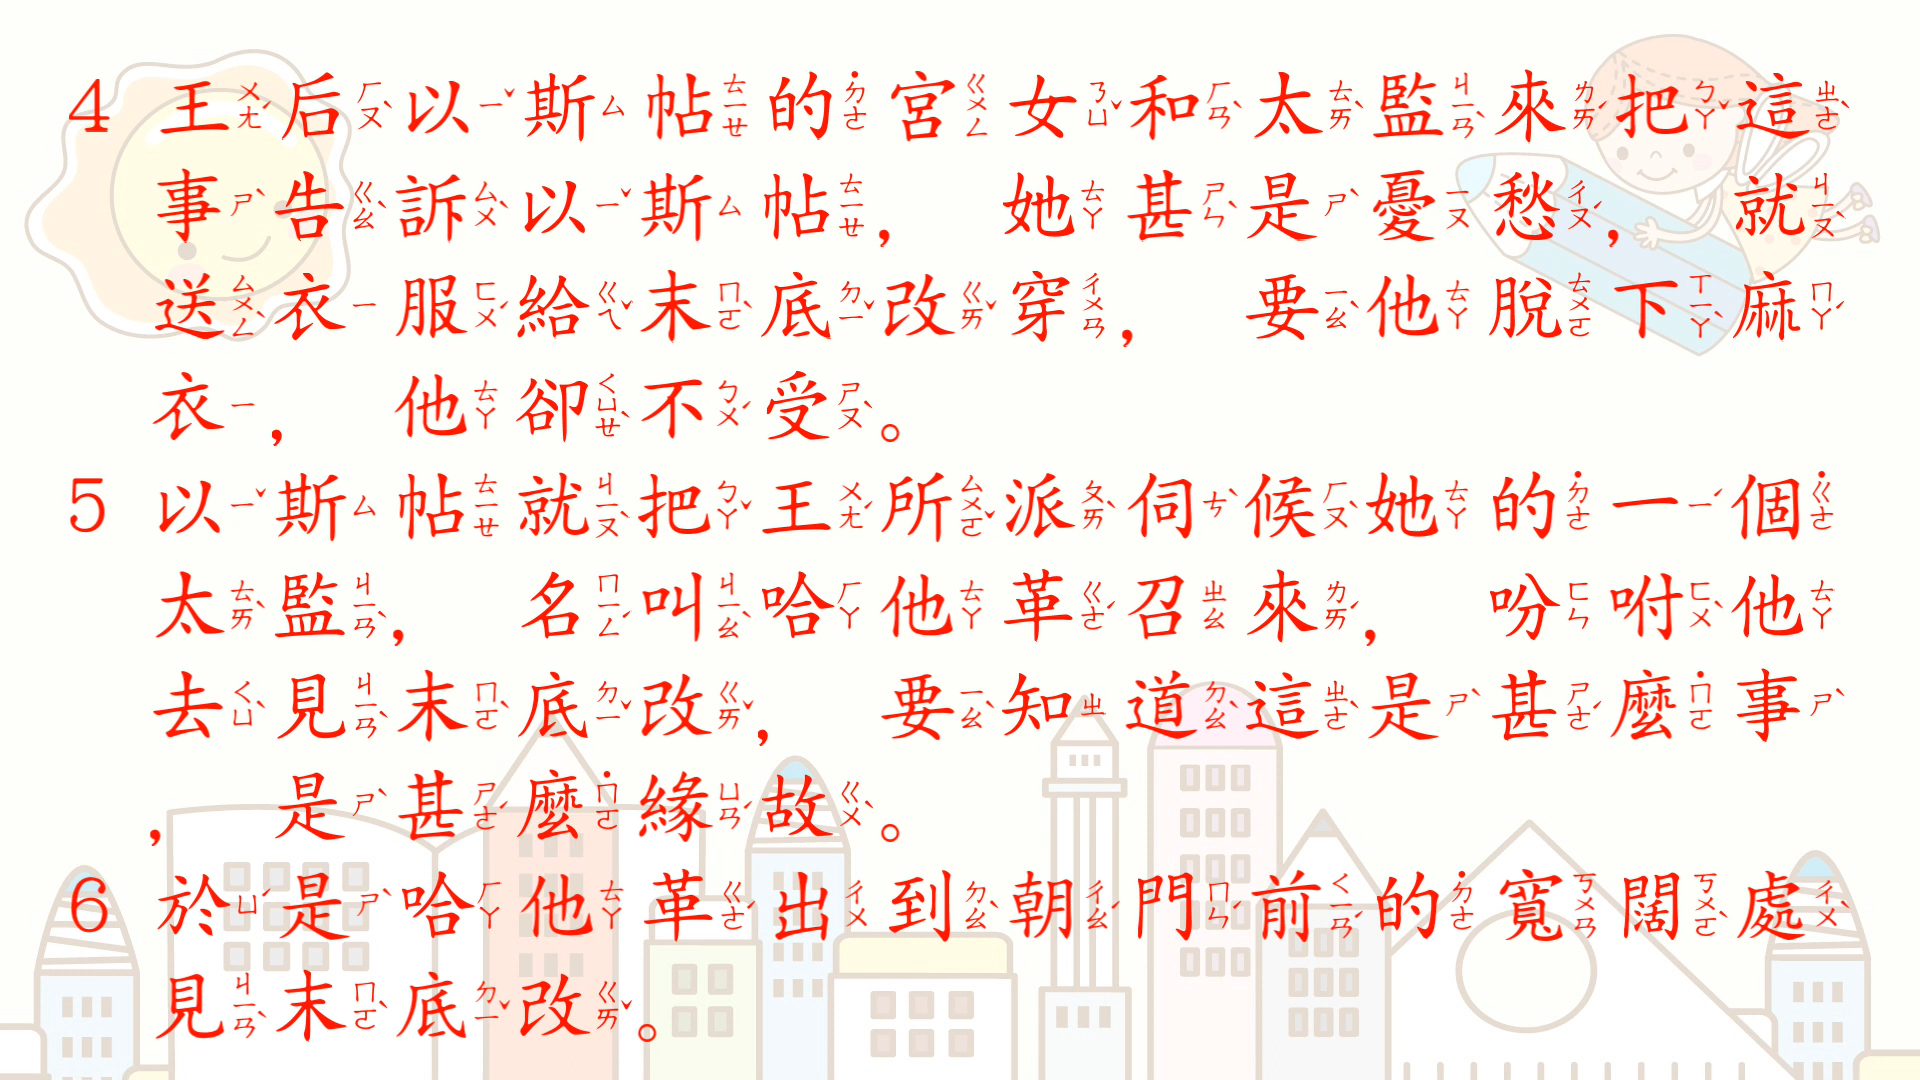 4 王后以斯帖的宮女和太監來把這
事告訴以斯帖，她甚是憂愁，就
送衣服給末底改穿，要他脫下麻
衣，他卻不受。
5 以斯帖就把王所派伺候她的一個
太監，名叫哈他革召來，吩咐他
去見末底改，要知道這是甚麼事
，是甚麼緣故。
6 於是哈他革出到朝門前的寬闊處
見末底改。